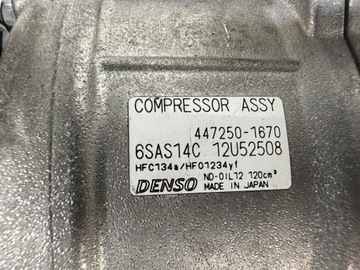 COMPRESSOR ASSY
447250-1670
6SAS14C 12U52508
HFC134a/HFO1234yf
ND-OIL12 120cm³
DENSO MADE IN JAPAN